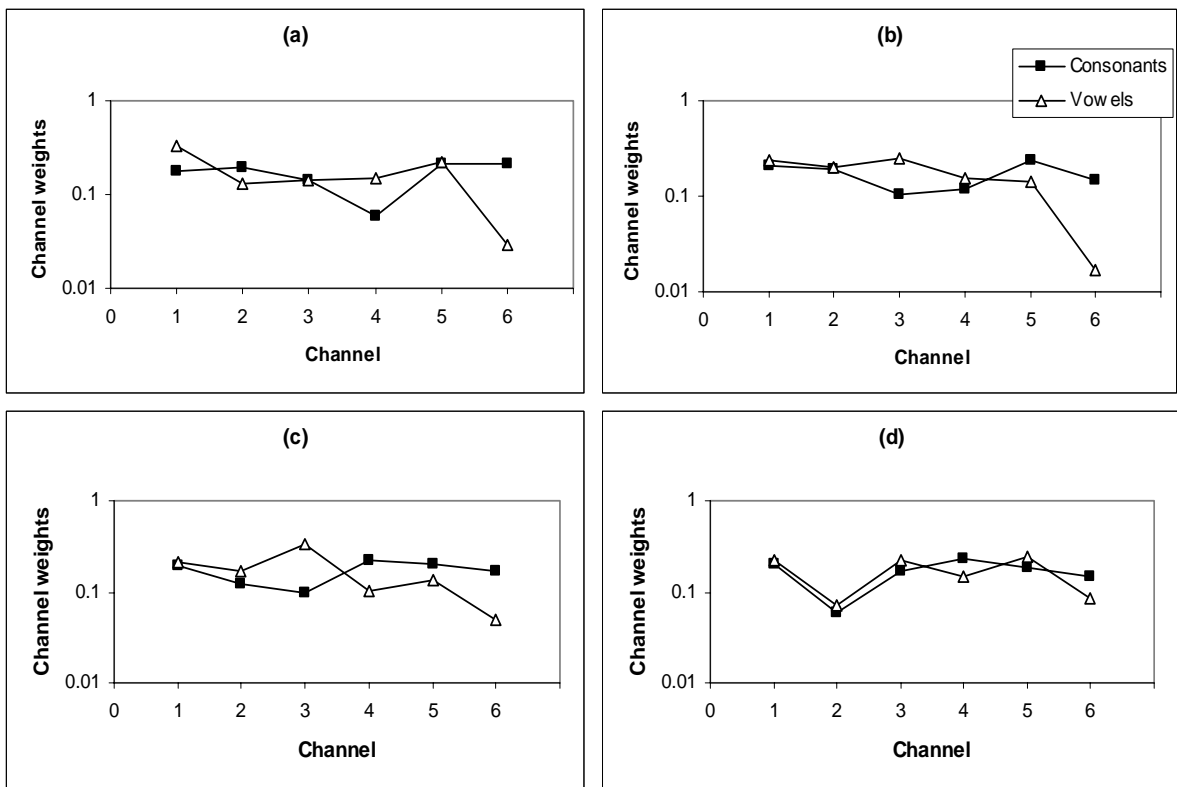 (a)
Channel weights
1
0.1
0.01
0 1 2 3 4 5 6
Channel
(b)
Consonants
Vowels
Channel weights
1
0.1
0.01
0 1 2 3 4 5 6
Channel
(c)
Channel weights
1
0.1
0.01
0 1 2 3 4 5 6
Channel
(d)
Channel weights
1
0.1
0.01
0 1 2 3 4 5 6
Channel